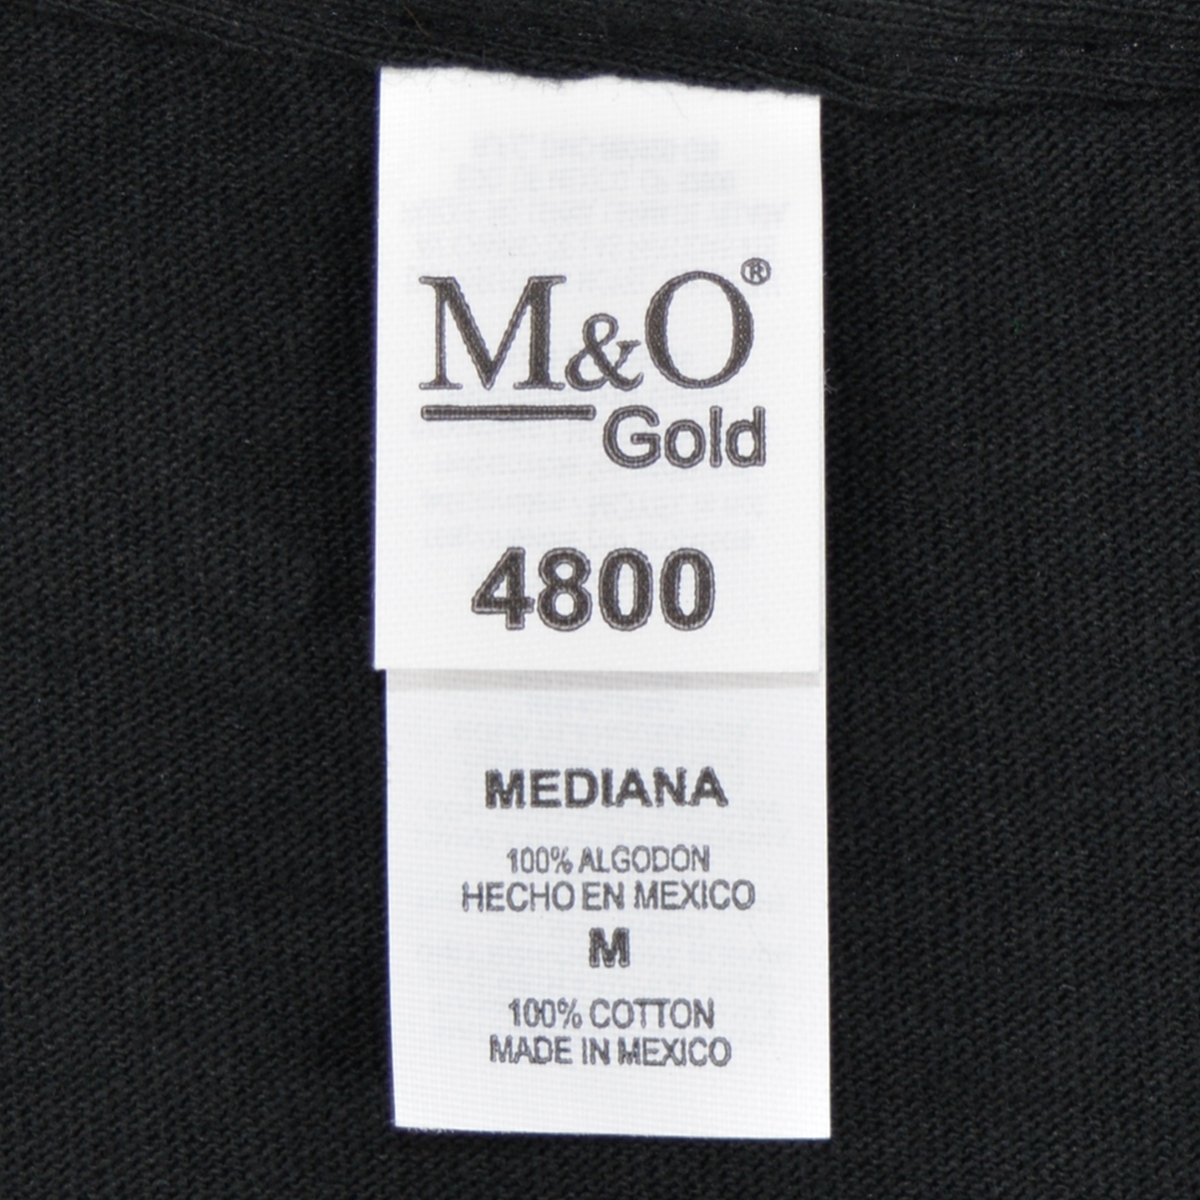 M&O®
Gold
4800
MEDIANA
100% ALGODON
HECHO EN MEXICO
M
100% COTTON
MADE IN MEXICO